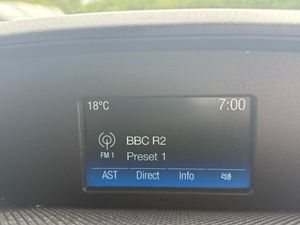 18°C 7:00
BBC R2
FM 1 Preset 1
AST Direct Info